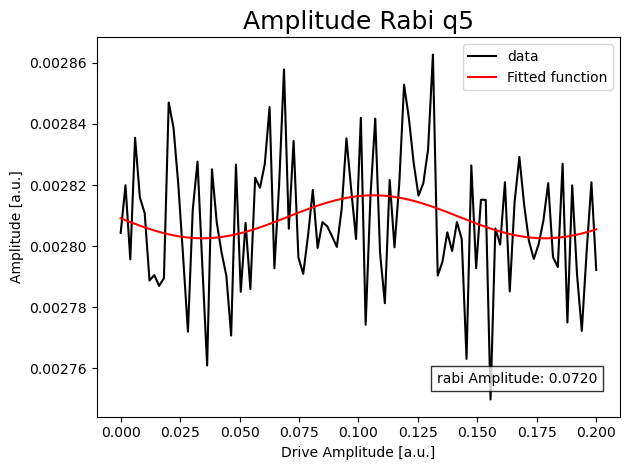 Amplitude Rabi q5
data
Fitted function
0.00286
0.00284
0.00282
0.00280
0.00278
0.00276
Amplitude [a.u.]
rabi Amplitude: 0.0720
0.000 0.025 0.050 0.075 0.100 0.125 0.150 0.175 0.200
Drive Amplitude [a.u.]